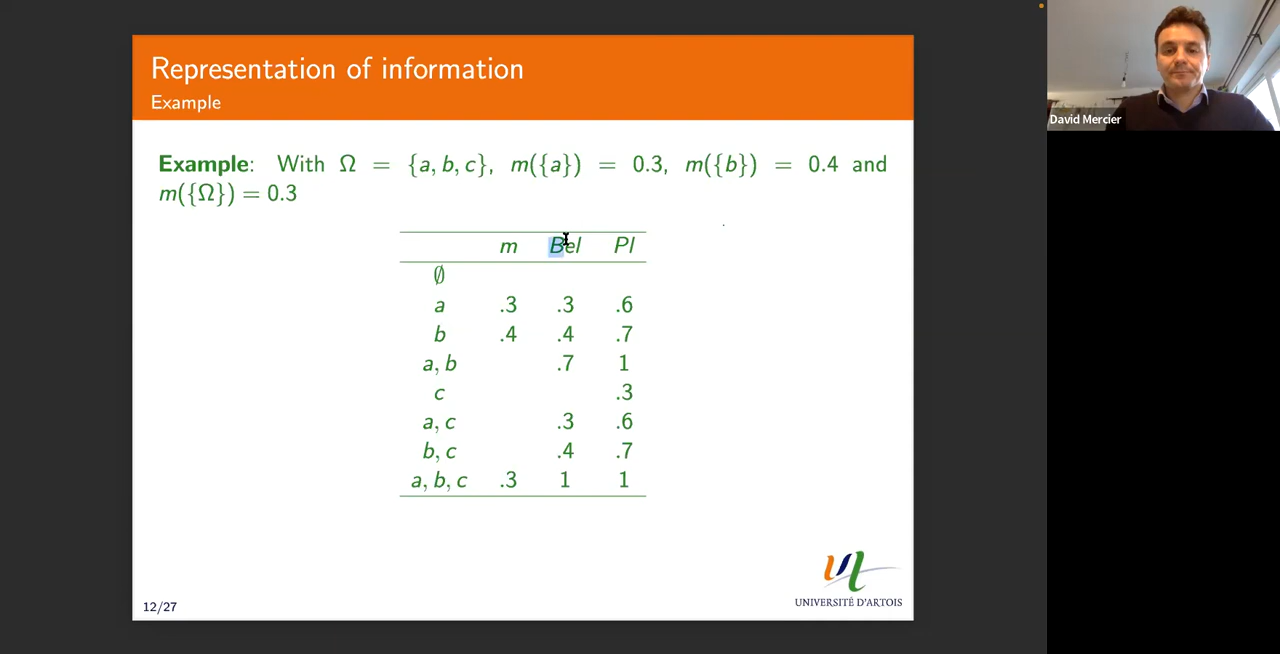 Representation of information
Example
David Mercier
Example: With Ω = {a, b, c}, m({a}) = 0.3, m({b}) = 0.4 and
m({Ω}) = 0.3
m Bel Pl
∅
a .3 .3 .6
b .4 .4 .7
a, b .7 1
c .3
a, c .3 .6
b, c .4 .7
a, b, c .3 1 1
UNIVERSITÉ D'ARTOIS
12/27